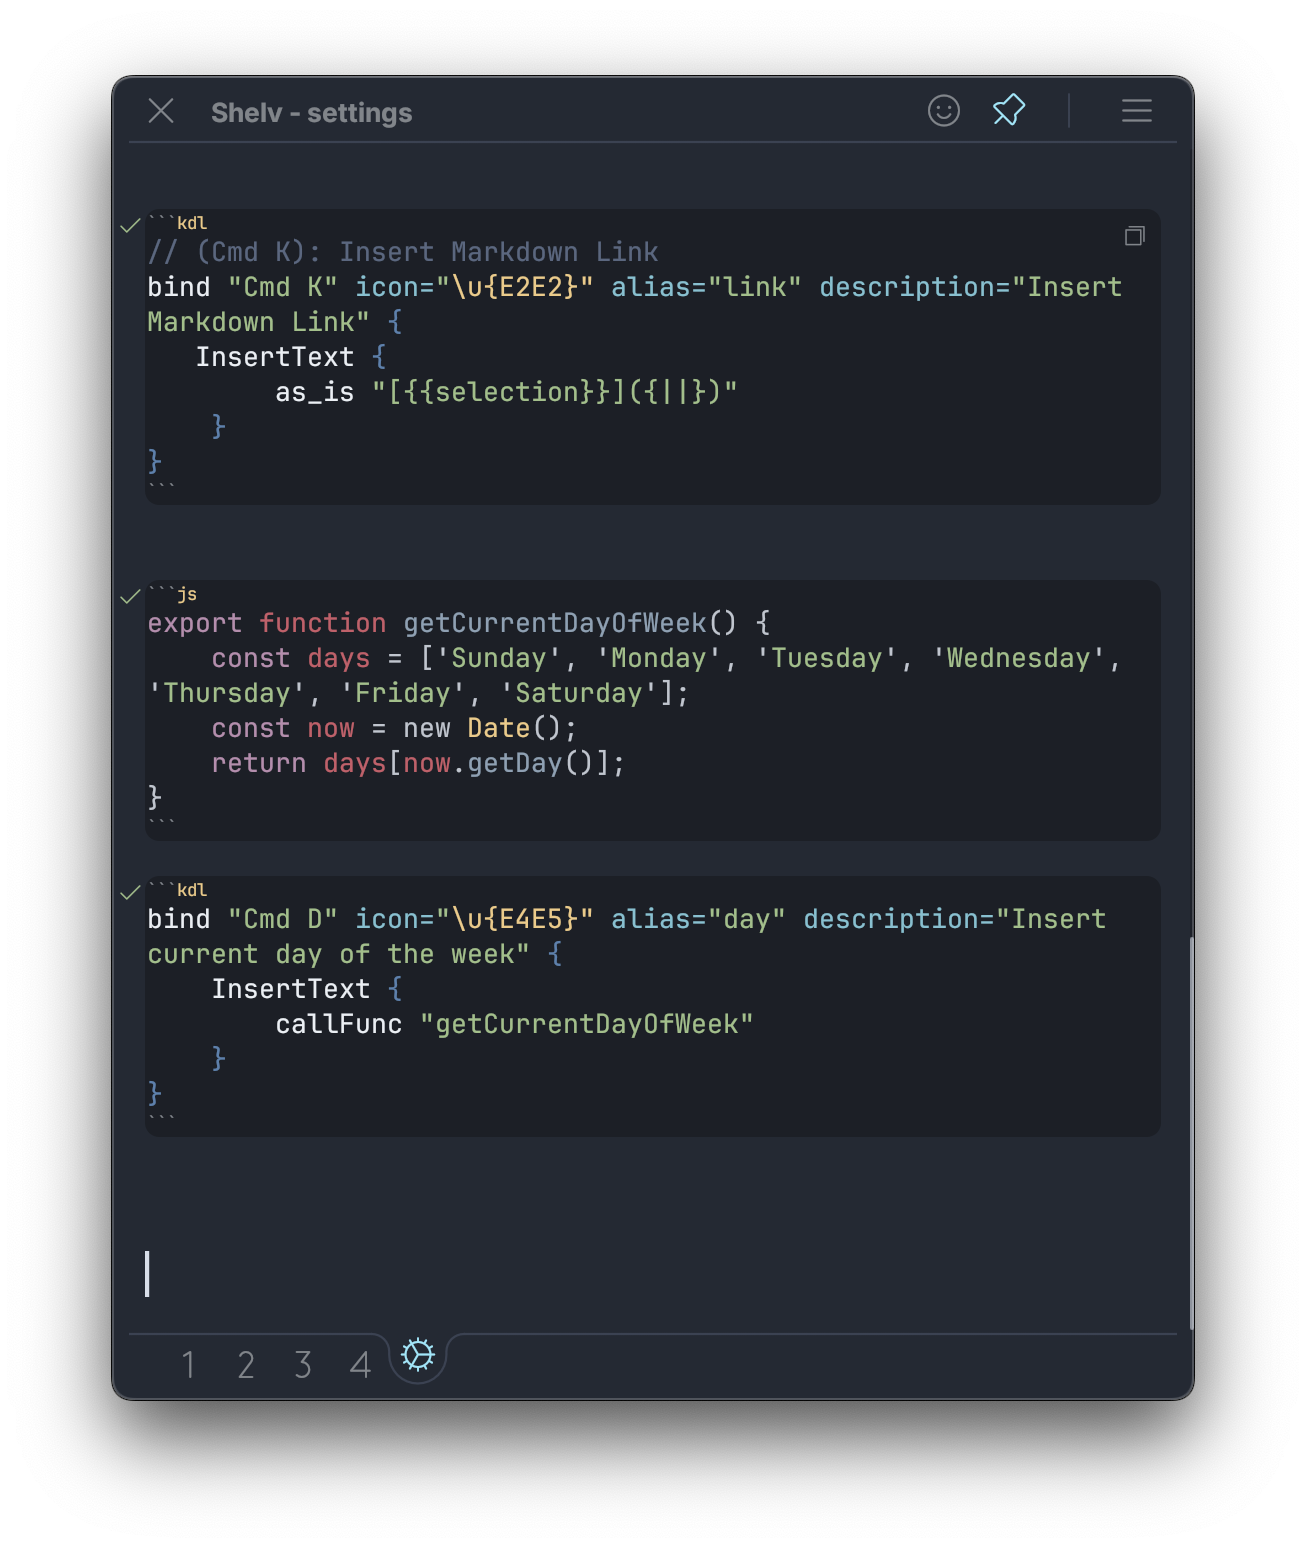 Shelv - settings
```kdl
// (Cmd K): Insert Markdown Link
bind "Cmd K" icon="\u{E2E2}" alias="link" description="Insert
Markdown Link" {
   InsertText {
        as_is "[{{selection}}]({||})"
    }
}
```
```js
export function getCurrentDayOfWeek() {
    const days = ['Sunday', 'Monday', 'Tuesday', 'Wednesday',
'Thursday', 'Friday', 'Saturday'];
    const now = new Date();
    return days[now.getDay()];
}
```
```kdl
bind "Cmd D" icon="\u{E4E5}" alias="day" description="Insert
current day of the week" {
    InsertText {
        callFunc "getCurrentDayOfWeek"
    }
}
```
1 2 3 4